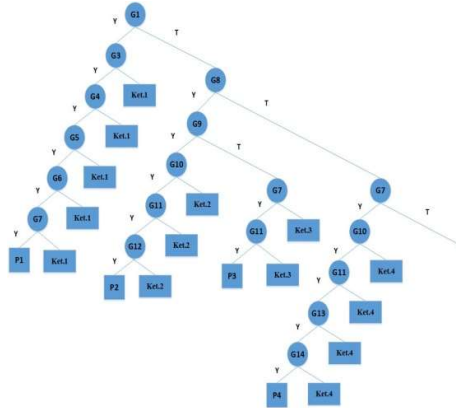 G1
Y T
G3
Y
G8
G4 Ket.1
Y Y T
G5 Ket.1 G9
Y Y T
G6 Ket.1 G10
Y Y
G7 Ket.1 G11 Ket.2 G7 G7
Y Y Y Y T
P1 Ket.1 G12 Ket.2 G11 Ket.3 G10
Y Y Y
P2 Ket.2 P3 Ket.3 G11 Ket.4
Y
G13 Ket.4
Y
G14 Ket.4
Y
P4 Ket.4